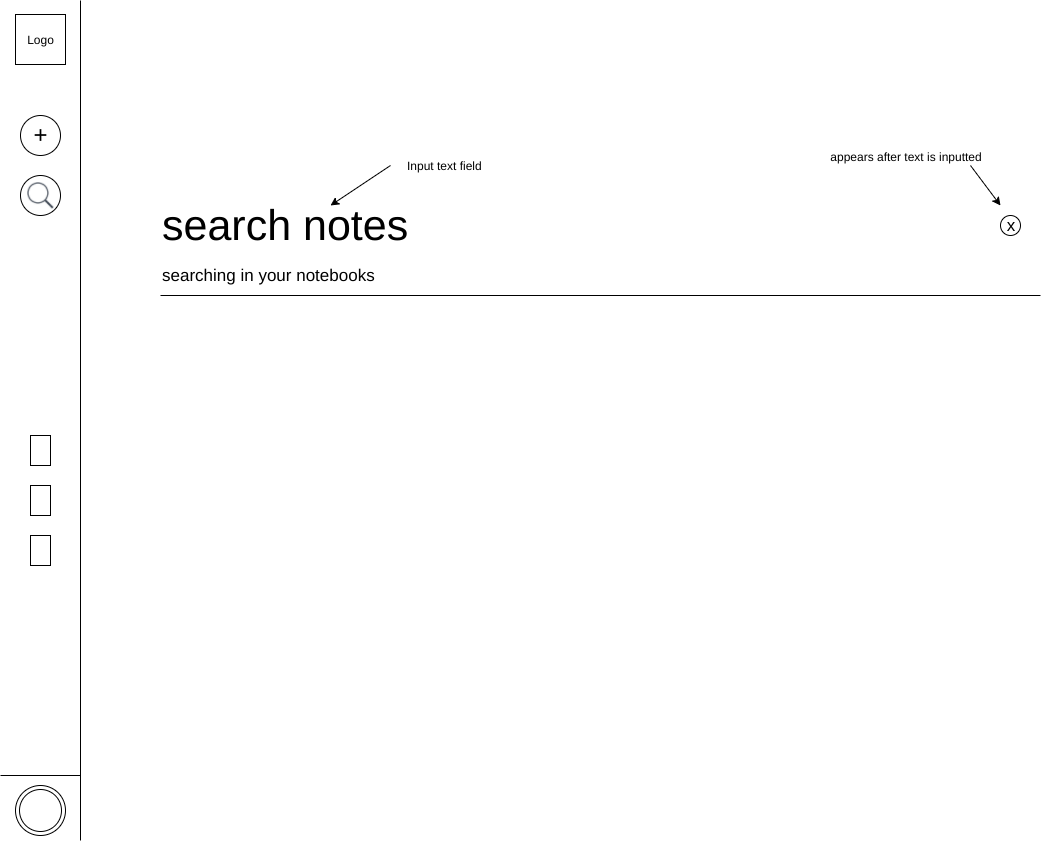 Logo
+
appears after text is inputted
Input text field
search notes
x
searching in your notebooks